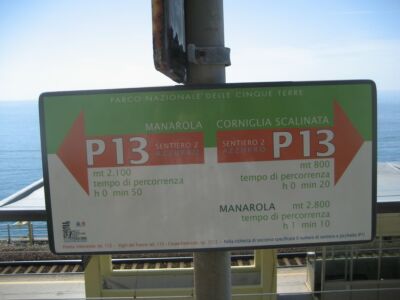 PARCO NAZIONALE DELLE CINQUE TERRE
MANAROLA
P13
SENTIERO 2
AZZURRO
mt 2.100
tempo di percorrenza
h 0 min 50
CORNIGLIA SCALINATA
SENTIERO 2
AZZURRO
P13
mt 800
tempo di percorrenza
h 0 min 20
MANAROLA mt 2.800
tempo di percorrenza
h 1 min 10